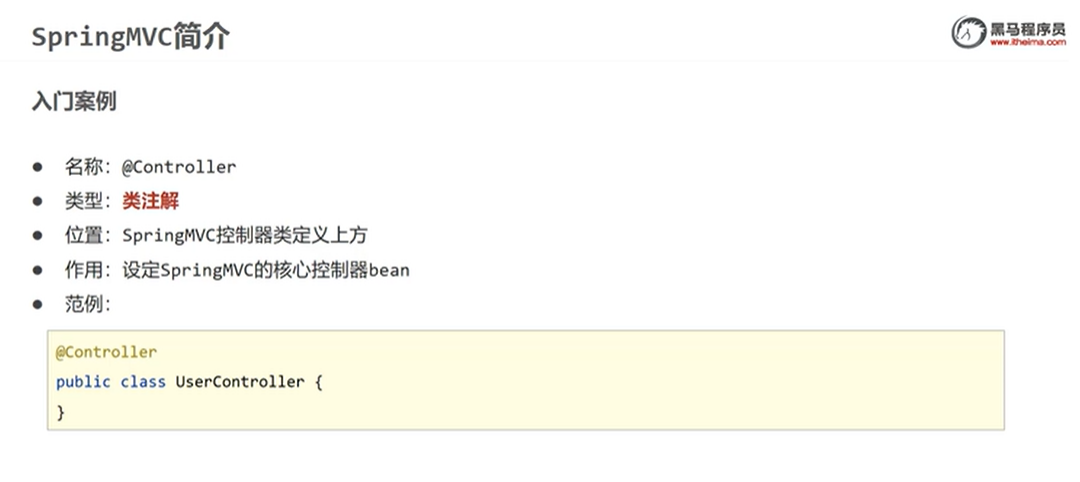 SpringMVC简介
黑马程序员
www.itheima.com
入门案例
● 名称：@Controller
● 类型：类注解
● 位置：SpringMVC控制器类定义上方
● 作用：设定SpringMVC的核心控制器bean
● 范例：
@Controller
public class UserController {
}